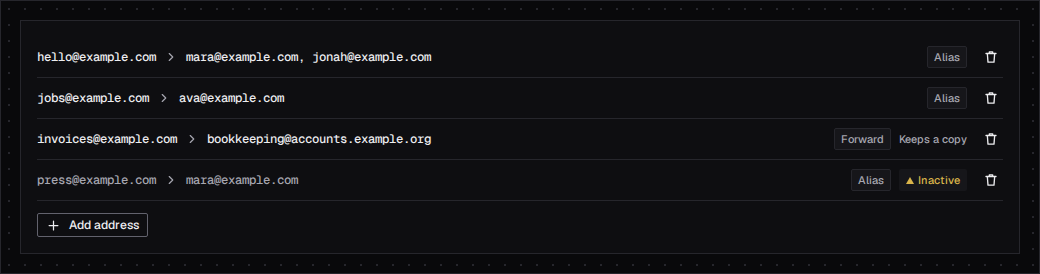 hello@example.com > mara@example.com, jonah@example.com Alias
jobs@example.com > ava@example.com Alias
invoices@example.com > bookkeeping@accounts.example.org Forward Keeps a copy
press@example.com > mara@example.com Alias Inactive
+ Add address